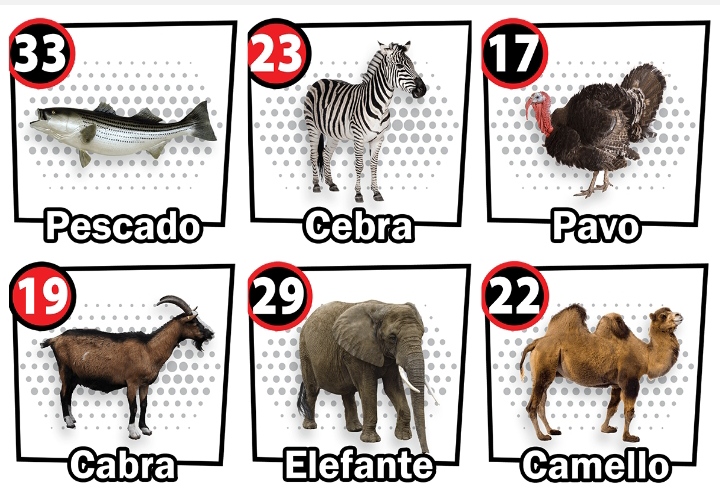 33
23
17
Pescado
Cebra
Pavo
19
29
22
Cabra
Elefante
Camello